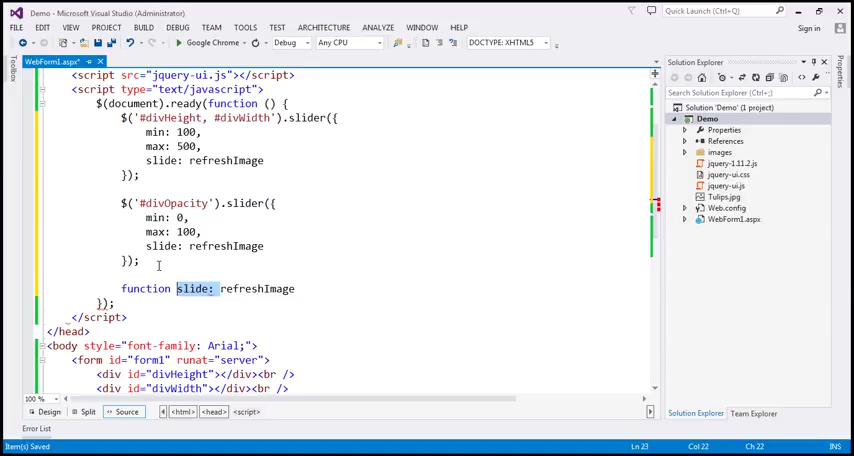 Demo - Microsoft Visual Studio (Administrator)
Quick Launch (Ctrl+Q)
FILE EDIT VIEW PROJECT BUILD DEBUG TEAM TOOLS TEST ARCHITECTURE ANALYZE WINDOW HELP
Sign in
Google Chrome Debug Any CPU DOCTYPE: XHTML5
Toolbox
WebForm1.aspx*
<script src="jquery-ui.js"></script>
<script type="text/javascript">
$(document).ready(function () {
$('#divHeight, #divWidth').slider({
min: 100,
max: 500,
slide: refreshImage
});
$('#divOpacity').slider({
min: 0,
max: 100,
slide: refreshImage
});
function slide: refreshImage
});
</script>
</head>
<body style="font-family: Arial;">
<form id="form1" runat="server">
<div id="divHeight"></div><br />
<div id="divWidth"></div><br />
100 %
Design Split Source <html> <head> <script>
Error List
Solution Explorer
Search Solution Explorer (Ctrl+;)
Solution 'Demo' (1 project)
Demo
Properties
References
images
jquery-1.11.2.js
jquery-ui.css
jquery-ui.js
Tulips.jpg
Web.config
WebForm1.aspx
Solution Explorer Team Explorer
Properties
Item(s) Saved Ln 23 Col 22 Ch 22 INS